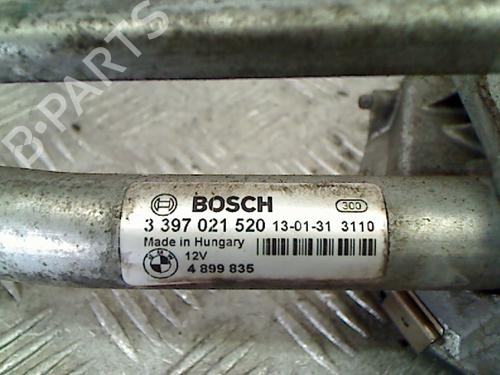 B-PARTS
BOSCH
300
3 397 021 520 13-01-31 3110
Made in Hungary
12V
4 899 835